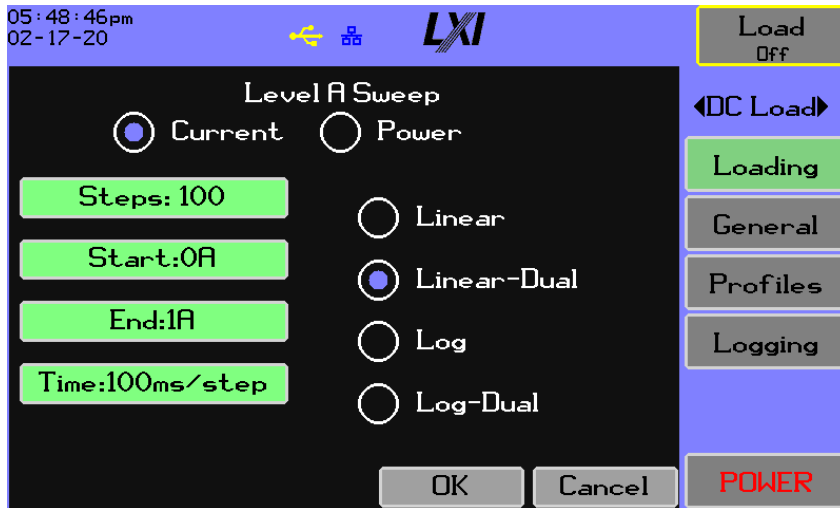 05:48:46pm
02-17-20
LXI
Load
Off
Level A Sweep
Current
Power
◀DC Load▶
Steps: 100
Start:0A
End:1A
Time:100ms/step
Linear
Linear-Dual
Log
Log-Dual
Loading
General
Profiles
Logging
OK
Cancel
POWER